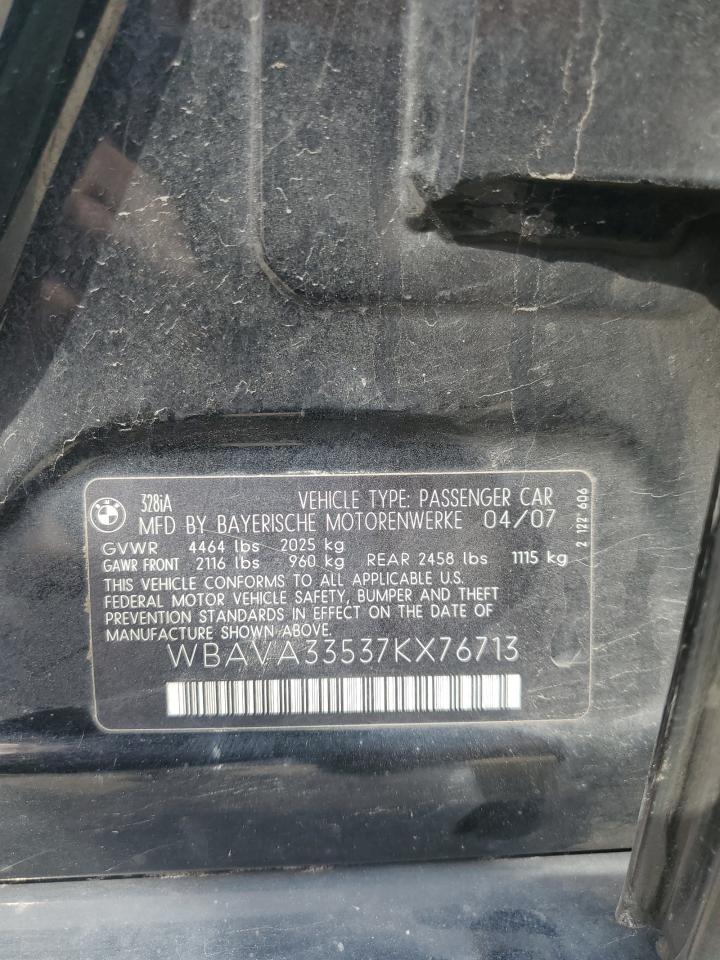 328iA VEHICLE TYPE: PASSENGER CAR
MFD BY BAYERISCHE MOTORENWERKE 04/07
GVWR 4464 lbs 2025 kg
GAWR FRONT 2116 lbs 960 kg REAR 2458 lbs 1115 kg
THIS VEHICLE CONFORMS TO ALL APPLICABLE U.S.
FEDERAL MOTOR VEHICLE SAFETY, BUMPER AND THEFT
PREVENTION STANDARDS IN EFFECT ON THE DATE OF
MANUFACTURE SHOWN ABOVE.
WBAVA33537KX76713
2 122 606